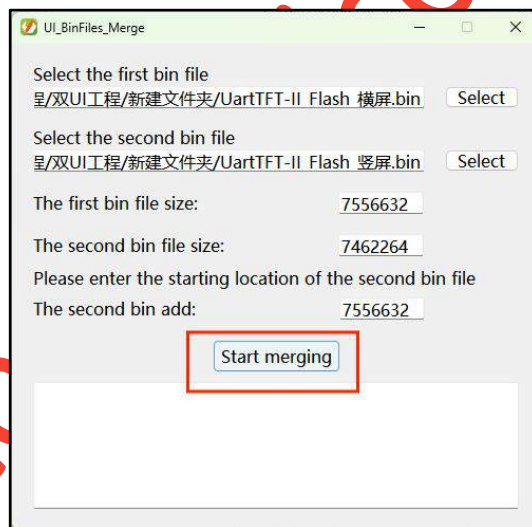 UI_BinFiles_Merge
Select the first bin file
程/双UI工程/新建文件夹/UartTFT-II_Flash_横屏.bin Select
Select the second bin file
程/双UI工程/新建文件夹/UartTFT-II_Flash_竖屏.bin Select
The first bin file size: 7556632
The second bin file size: 7462264
Please enter the starting location of the second bin file
The second bin add: 7556632
Start merging